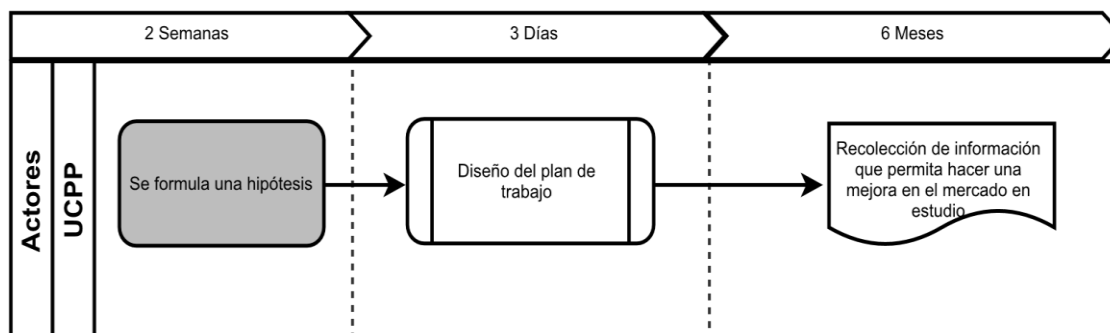 2 Semanas
3 Días
6 Meses
Actores
UCPP
Se formula una hipótesis
Diseño del plan de
trabajo
Recolección de información
que permita hacer una
mejora en el mercado en
estudio